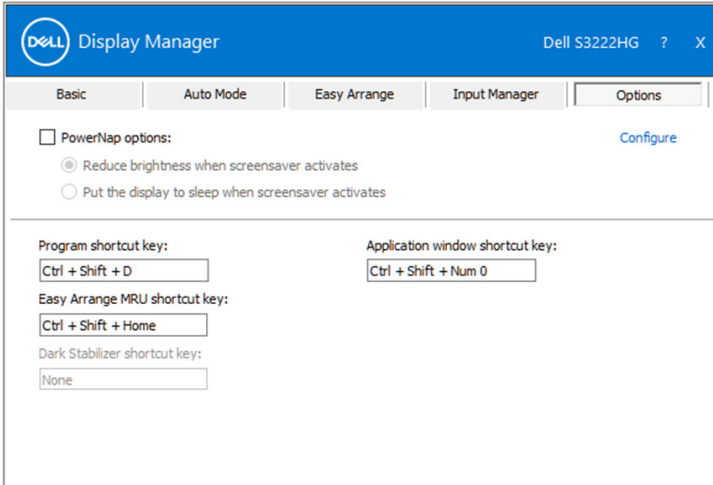 DELL Display Manager Dell S3222HG ? X
Basic Auto Mode Easy Arrange Input Manager Options
PowerNap options: Configure
Reduce brightness when screensaver activates
Put the display to sleep when screensaver activates
Program shortcut key: Application window shortcut key:
Ctrl + Shift + D Ctrl + Shift + Num 0
Easy Arrange MRU shortcut key:
Ctrl + Shift + Home
Dark Stabilizer shortcut key:
None